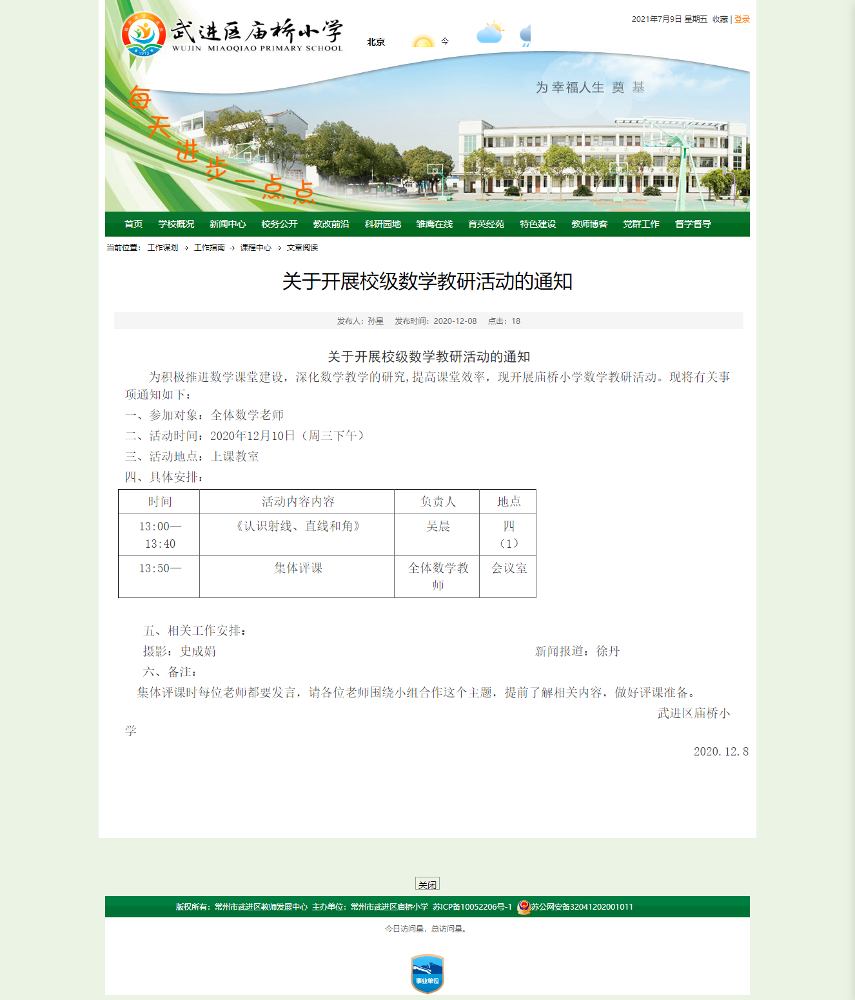 武进区庙桥小学
WUJIN MIAOQIAO PRIMARY SCHOOL
北京
今
2021年7月9日 星期五 收藏 | 登录
为 幸福人生 奠 基
每天进步一点点
首页 学校概况 新闻中心 校务公开 教改前沿 科研园地 雏鹰在线 育英经苑 特色建设 教师博客 党群工作 督学督导
当前位置： 工作谋划 → 工作指南 → 课程中心 → 文章阅读
关于开展校级数学教研活动的通知
发布人：孙星 发布时间：2020-12-08 点击：18
关于开展校级数学教研活动的通知
为积极推进数学课堂建设，深化数学教学的研究,提高课堂效率，现开展庙桥小学数学教研活动。现将有关事
项通知如下：
一、参加对象：全体数学老师
二、活动时间：2020年12月10日（周三下午）
三、活动地点：上课教室
四、具体安排：
时间 活动内容内容 负责人 地点
13:00—13:40 《认识射线、直线和角》 吴晨 四（1）
13:50— 集体评课 全体数学教师 会议室
五、相关工作安排：
摄影：史成娟 新闻报道：徐丹
六、备注：
集体评课时每位老师都要发言，请各位老师围绕小组合作这个主题，提前了解相关内容，做好评课准备。
武进区庙桥小
学
2020.12.8
关闭
版权所有：常州市武进区教师发展中心 主办单位：常州市武进区庙桥小学 苏ICP备10052206号-1 苏公网安备32041202001011
今日访问量，总访问量。
事业单位